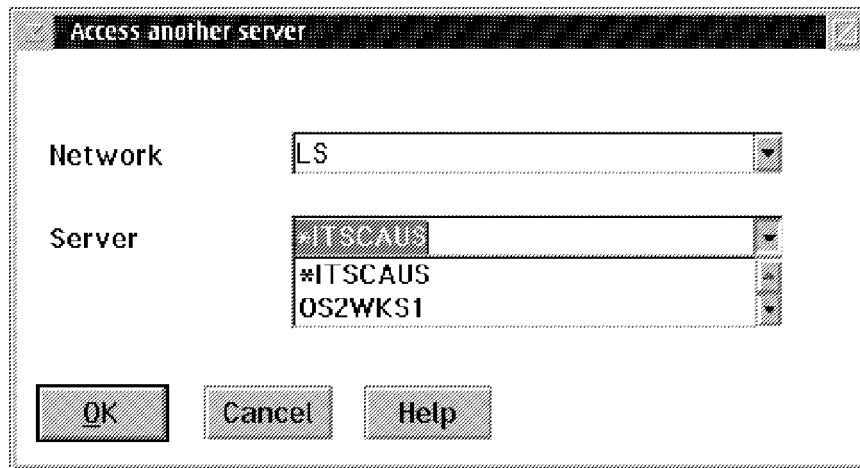 Access another server
Network
LS
Server
*ITSCAUS
*ITSCAUS
OS2WKS1
OK
Cancel
Help